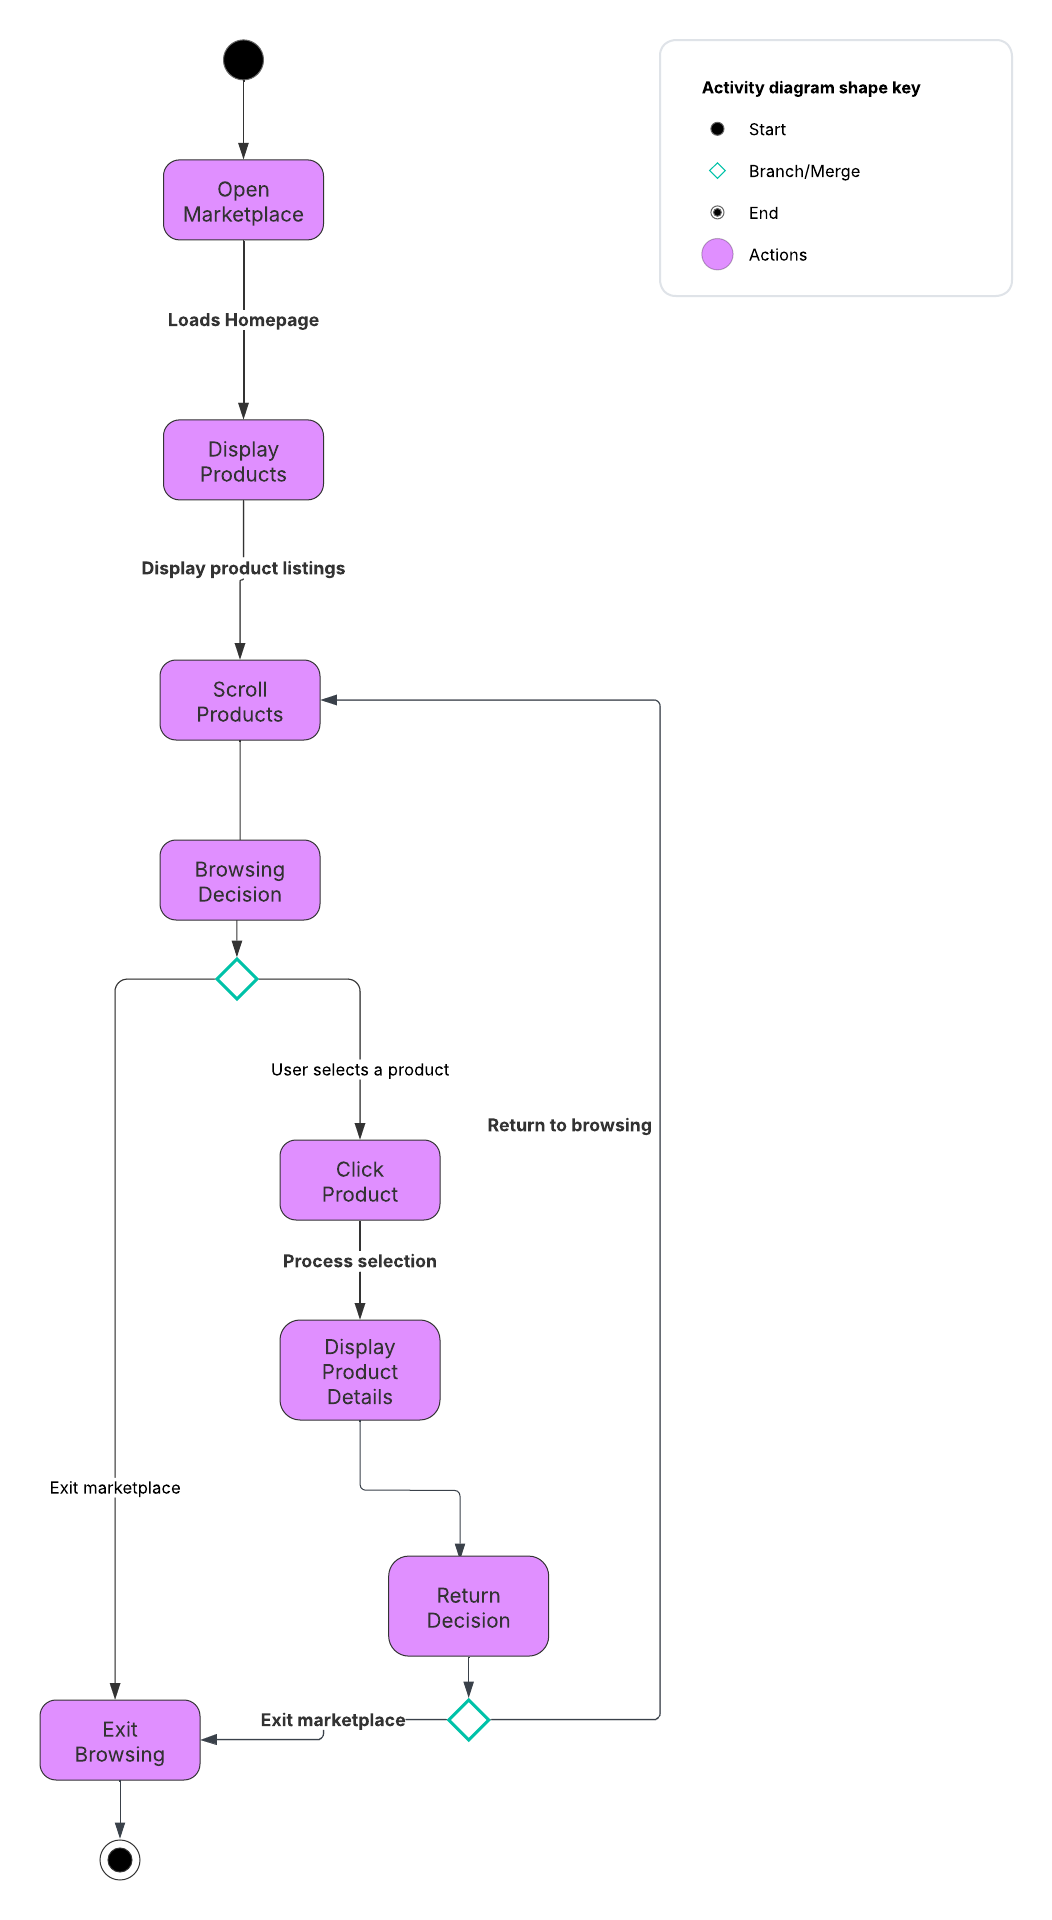 Activity diagram shape key
Start
Branch/Merge
End
Actions
Open
Marketplace
Loads Homepage
Display
Products
Display product listings
Scroll
Products
Browsing
Decision
User selects a product
Return to browsing
Click
Product
Process selection
Display
Product
Details
Exit marketplace
Return
Decision
Exit marketplace
Exit
Browsing